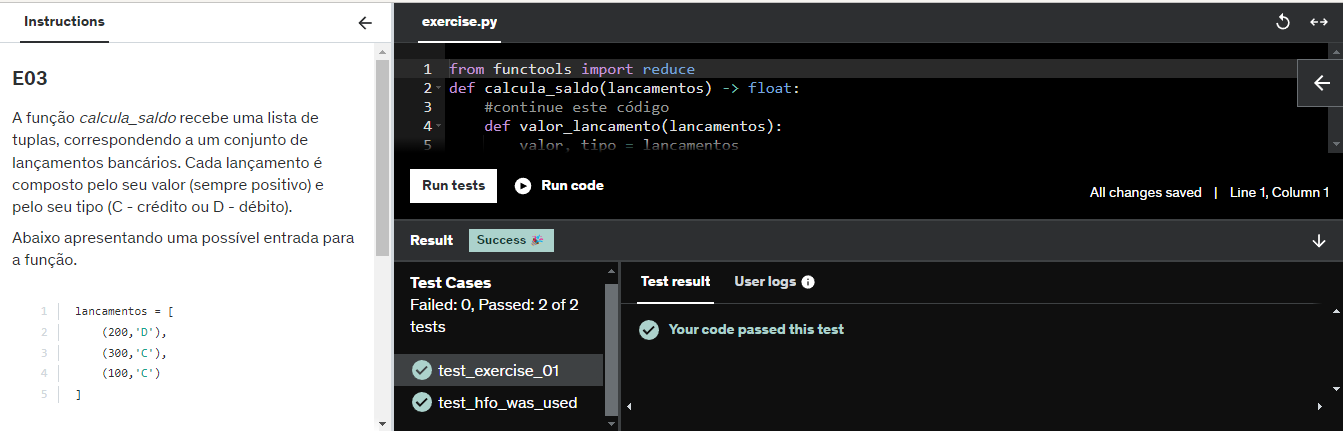 Instructions
E03
A função calcula_saldo recebe uma lista de
tuplas, correspondendo a um conjunto de
lançamentos bancários. Cada lançamento é
composto pelo seu valor (sempre positivo) e
pelo seu tipo (C - crédito ou D - débito).
Abaixo apresentando uma possível entrada para
a função.
1 lancamentos = [
2 (200,'D'),
3 (300,'C'),
4 (100,'C')
5 ]
exercise.py
1 from functools import reduce
2 def calcula_saldo(lancamentos) -> float:
3 #continue este código
4 def valor_lancamento(lancamentos):
5 valor, tipo = lancamentos
Run tests Run code
All changes saved | Line 1, Column 1
Result Success
Test Cases
Failed: 0, Passed: 2 of 2
tests
test_exercise_01
test_hfo_was_used
Test result User logs
Your code passed this test